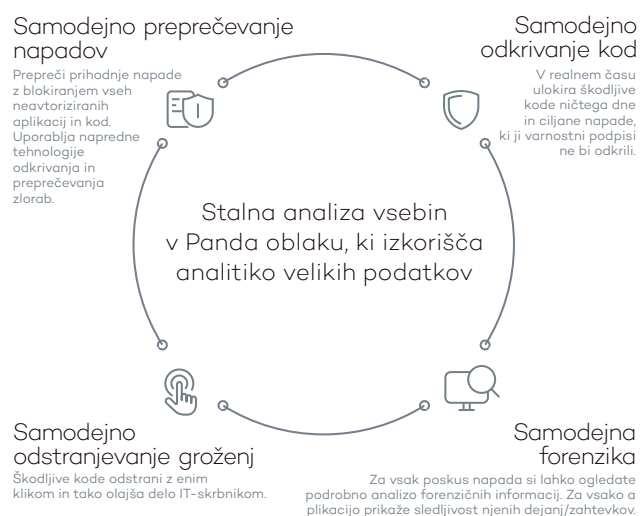 Samodejno preprečevanje
napadov
Prepreči prihodnje napade
z blokiranjem vseh
neavtoriziranih
aplikacij in kod.
Uporablja napredne
tehnologije
odkrivanja in
preprečevanja
zlorab.
Samodejno
odkrivanje kod
V realnem času
ulokira škodljive
kode ničtega dne
in ciljane napade,
ki ji varnostni podpisi
ne bi odkrili.
Stalna analiza vsebin
v Panda oblaku, ki izkorišča
analitiko velikih podatkov
Samodejno
odstranjevanje groženj
Škodljive kode odstrani z enim
klikom in tako olajša delo IT-skrbnikom.
Samodejna
forenzika
Za vsak poskus napada si lahko ogledate
podrobno analizo forenzičnih informacij. Za vsako a
plikacijo prikaže sledljivost njenih dejanj/zahtevkov.